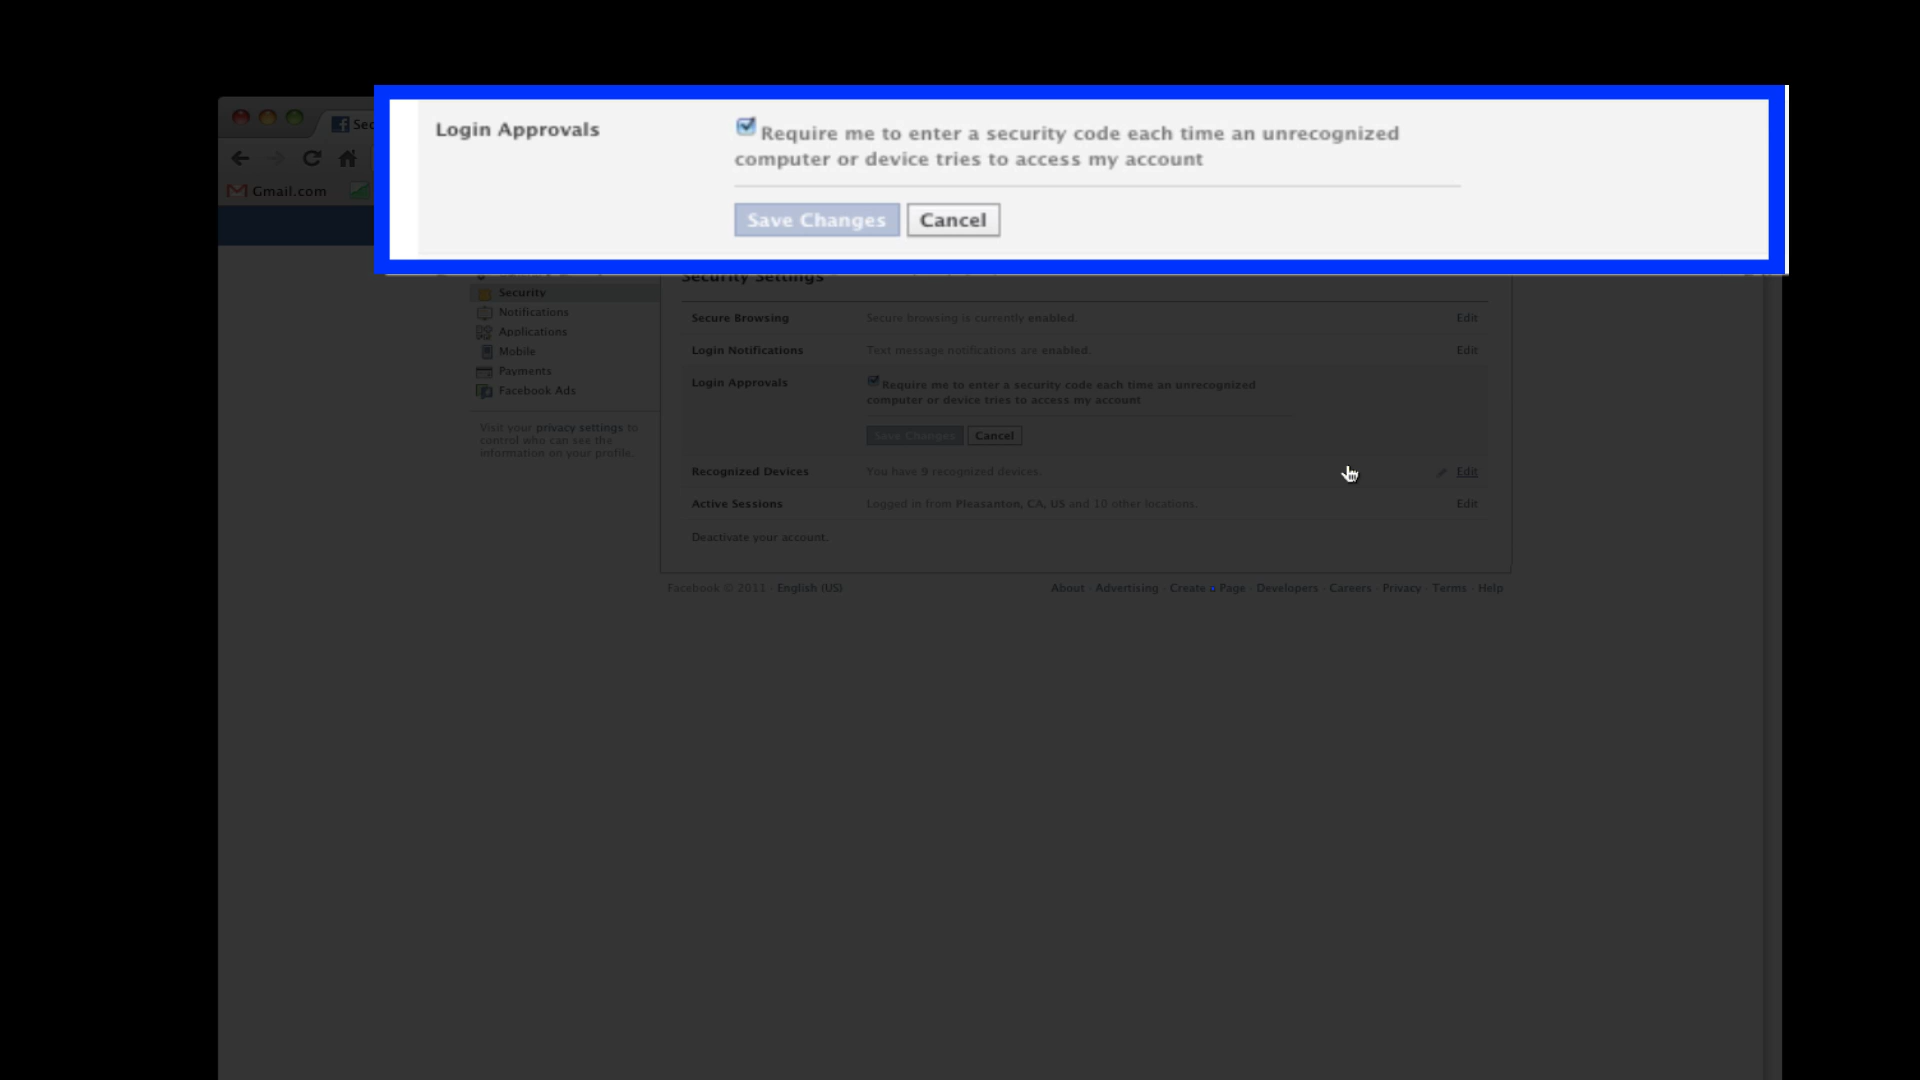 Sec
Gmail.com
Login Approvals
Require me to enter a security code each time an unrecognized
computer or device tries to access my account
Save Changes Cancel
Security Settings
Security
Notifications
Applications
Mobile
Payments
Facebook Ads
Visit your privacy settings to
control who can see the
information on your profile.
Secure Browsing Secure browsing is currently enabled. Edit
Login Notifications Text message notifications are enabled. Edit
Login Approvals Require me to enter a security code each time an unrecognized
computer or device tries to access my account
Save Changes Cancel
Recognized Devices You have 9 recognized devices. Edit
Active Sessions Logged in from Pleasanton, CA, US and 10 other locations. Edit
Deactivate your account.
Facebook © 2011 · English (US) About · Advertising · Create a Page · Developers · Careers · Privacy · Terms · Help